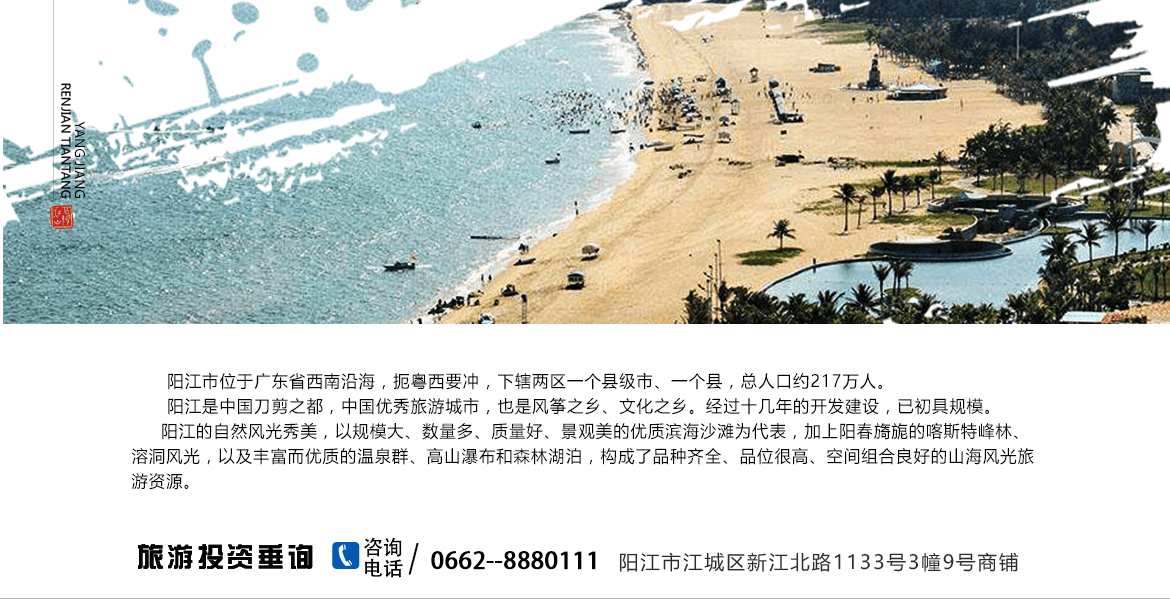 YANG JIANG
RENJIAN TIANTANG
阳江市位于广东省西南沿海，扼粤西要冲，下辖两区一个县级市、一个县，总人口约217万人。
阳江是中国刀剪之都，中国优秀旅游城市，也是风筝之乡、文化之乡。经过十几年的开发建设，已初具规模。
阳江的自然风光秀美，以规模大、数量多、质量好、景观美的优质滨海沙滩为代表，加上阳春旖旎的喀斯特峰林、
溶洞风光，以及丰富而优质的温泉群、高山瀑布和森林湖泊，构成了品种齐全、品位很高、空间组合良好的山海风光旅
游资源。
旅游投资垂询 咨询电话/ 0662--8880111 阳江市江城区新江北路1133号3幢9号商铺